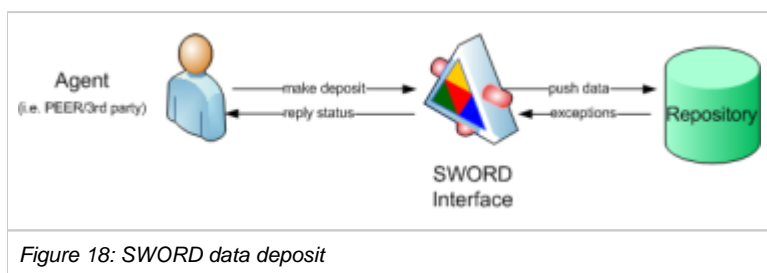 Agent
(i.e. PEER/3rd party)
make deposit
reply status
push data
exceptions
Repository
SWORD
Interface
Figure 18: SWORD data deposit